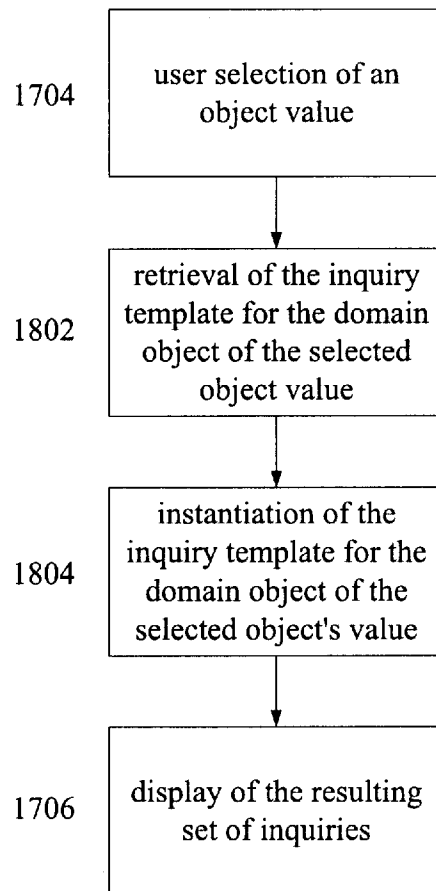 user selection of an
1704
object value
retrieval of the inquiry
template for the domain
1802
object of the selected
object value
instantiation of the
inquiry template for the
1804
domain object of the
selected object's value
display of the resulting
1706
set of inquiries